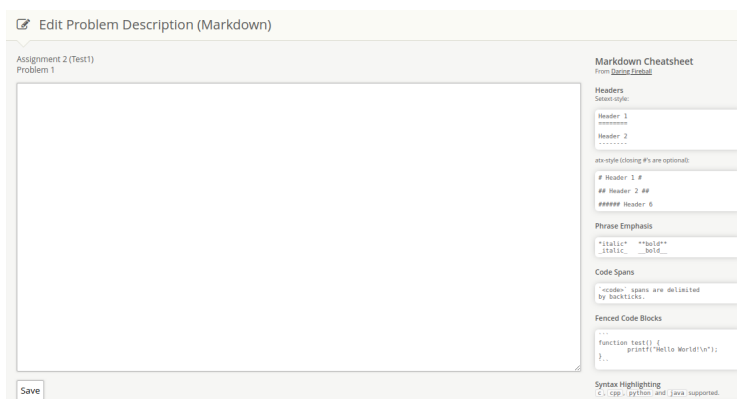 Edit Problem Description (Markdown)
Assignment 2 (Test1)
Problem 1
Save
Markdown Cheatsheet
From Daring Fireball
Headers
Setext-style:
Header 1
========
Header 2
--------
atx-style (closing #'s are optional):
# Header 1 #
## Header 2 ##
###### Header 6
Phrase Emphasis
*italic*   **bold**
_italic_   __bold__
Code Spans
`<code>` spans are delimited
by backticks.
Fenced Code Blocks
```
function test() {
        printf("Hello World!\n");
}
```
Syntax Highlighting
c, cpp, python and java supported.